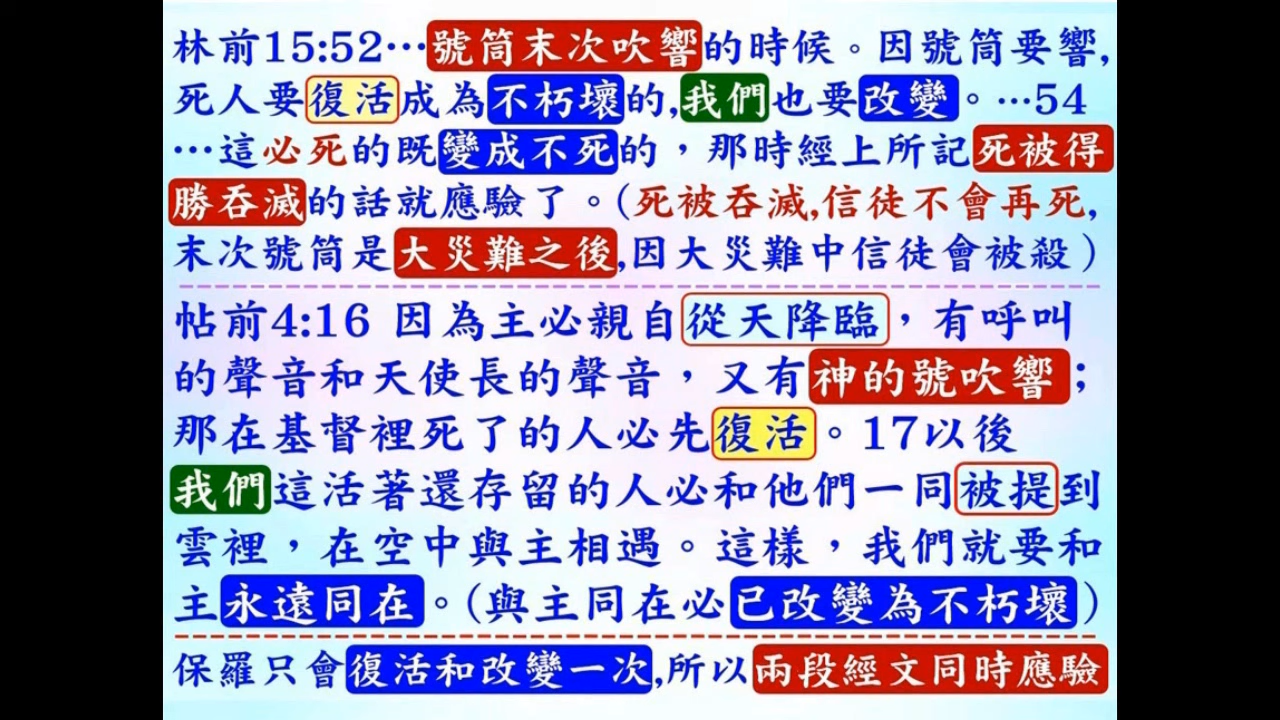 林前15:52…號筒末次吹響的時候。因號筒要響,
死人要復活成為不朽壞的,我們也要改變。…54
…這必死的既變成不死的，那時經上所記死被得
勝吞滅的話就應驗了。(死被吞滅,信徒不會再死,
末次號筒是大災難之後,因大災難中信徒會被殺)
帖前4:16 因為主必親自從天降臨，有呼叫
的聲音和天使長的聲音，又有神的號吹響；
那在基督裡死了的人必先復活。17以後
我們這活著還存留的人必和他們一同被提到
雲裡，在空中與主相遇。這樣，我們就要和
主永遠同在。(與主同在必已改變為不朽壞)
保羅只會復活和改變一次,所以兩段經文同時應驗